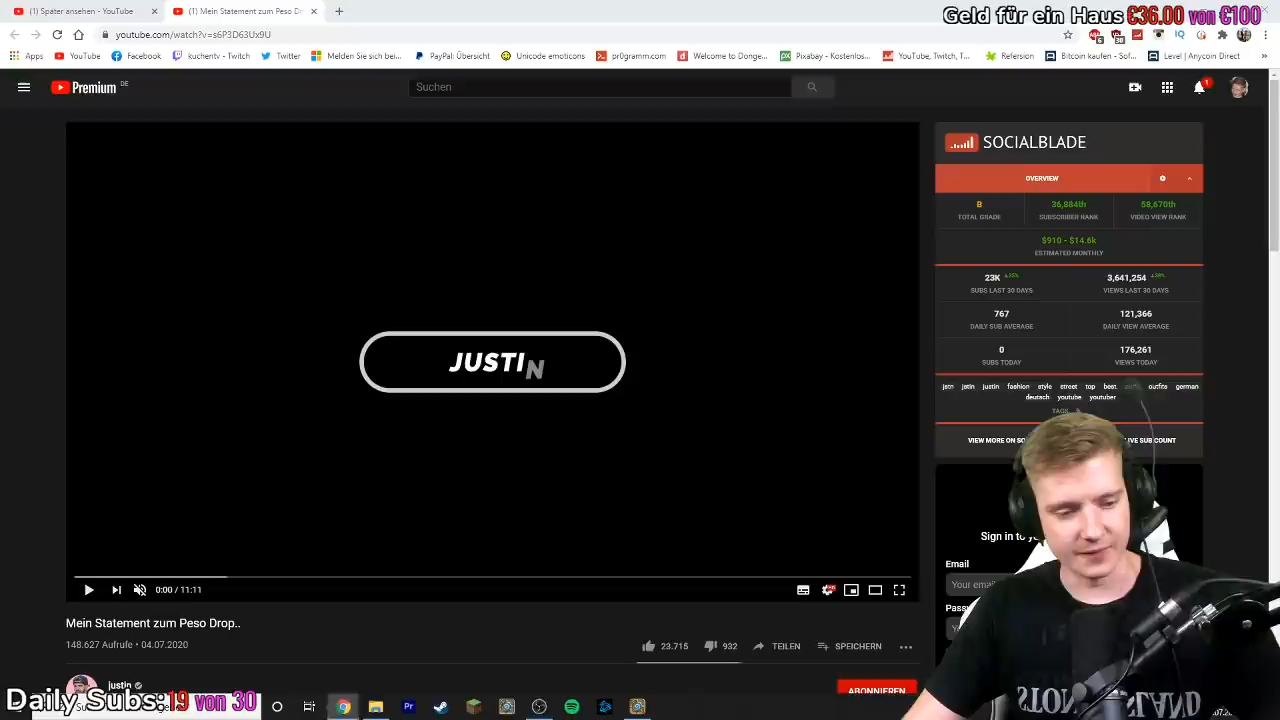 (1) Später ansehen - YouTube
(1) Mein Statement zum Peso Dr
Geld für ein Haus €36.00 von €100
youtube.com/watch?v=s6P3D63Ux9U
Apps
YouTube
Facebook
kuchentv - Twitch
Twitter
Melden Sie sich bei...
PayPal: Übersicht
Unicode emoticons
pr0gramm.com
Welcome to Donge...
Pixabay - Kostenlos...
YouTube, Twitch, T...
Referrals
Bitcoin kaufen - Sof...
Level | Anycoin Direct
Premium DE
Suchen
1
SOCIALBLADE
OVERVIEW
B
TOTAL GRADE
36,884th
SUBSCRIBER RANK
58,670th
VIDEO VIEW RANK
$910 - $14.6k
ESTIMATED MONTHLY
23K
SUBS LAST 30 DAYS
3,641,254
VIEWS LAST 30 DAYS
767
DAILY SUB AVERAGE
121,366
DAILY VIEW AVERAGE
0
SUBS TODAY
176,261
VIEWS TODAY
jstn jstin justin fashion style street top best outfits german
deutsch youtube youtuber
TAGS
VIEW MORE ON SO
LIVE SUB COUNT
JUSTIN
Sign in to yo
Email
Your emai
0:00 / 11:11
Mein Statement zum Peso Drop..
148.627 Aufrufe • 04.07.2020
23.715
932
TEILEN
SPEICHERN
justin
ABONNIEREN
Daily Subs: 19 von 30